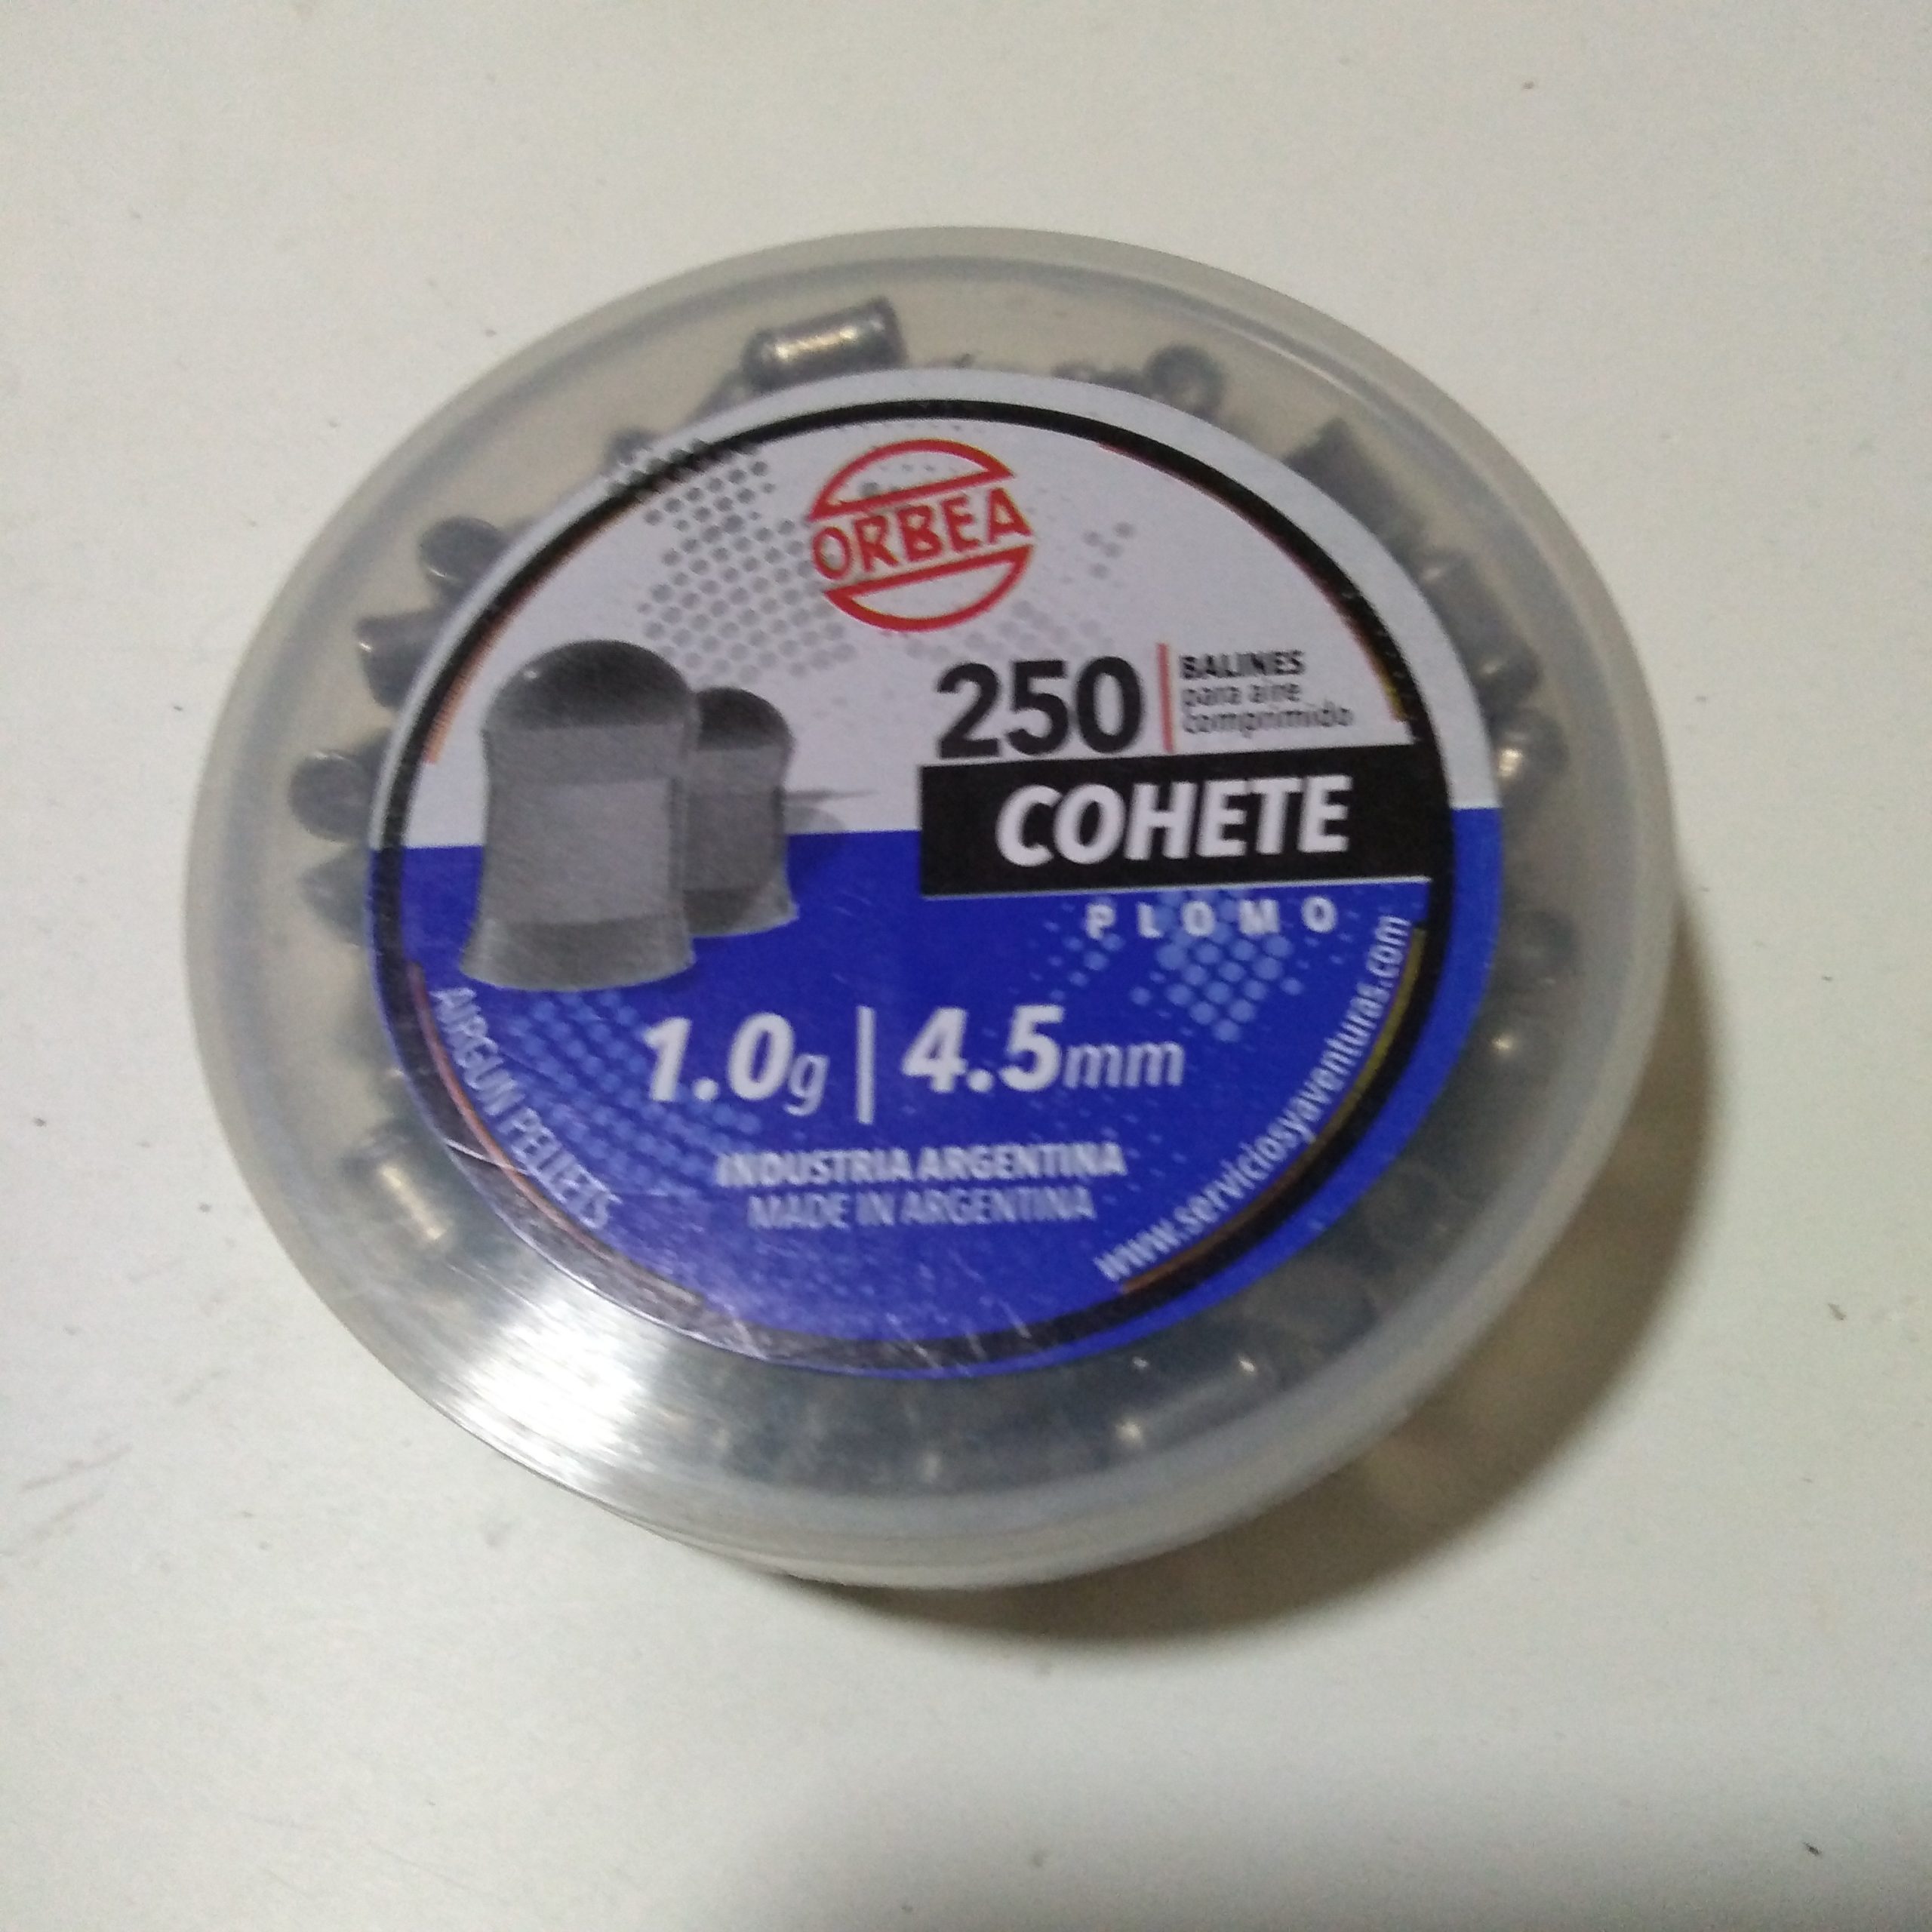 ORBEA
250
BALINES
para aire
comprimido
COHETE
PLOMO
1.0g | 4.5mm
INDUSTRIA ARGENTINA
MADE IN ARGENTINA
AIRGUN PELLETS
www.serviciosyaventuras.com